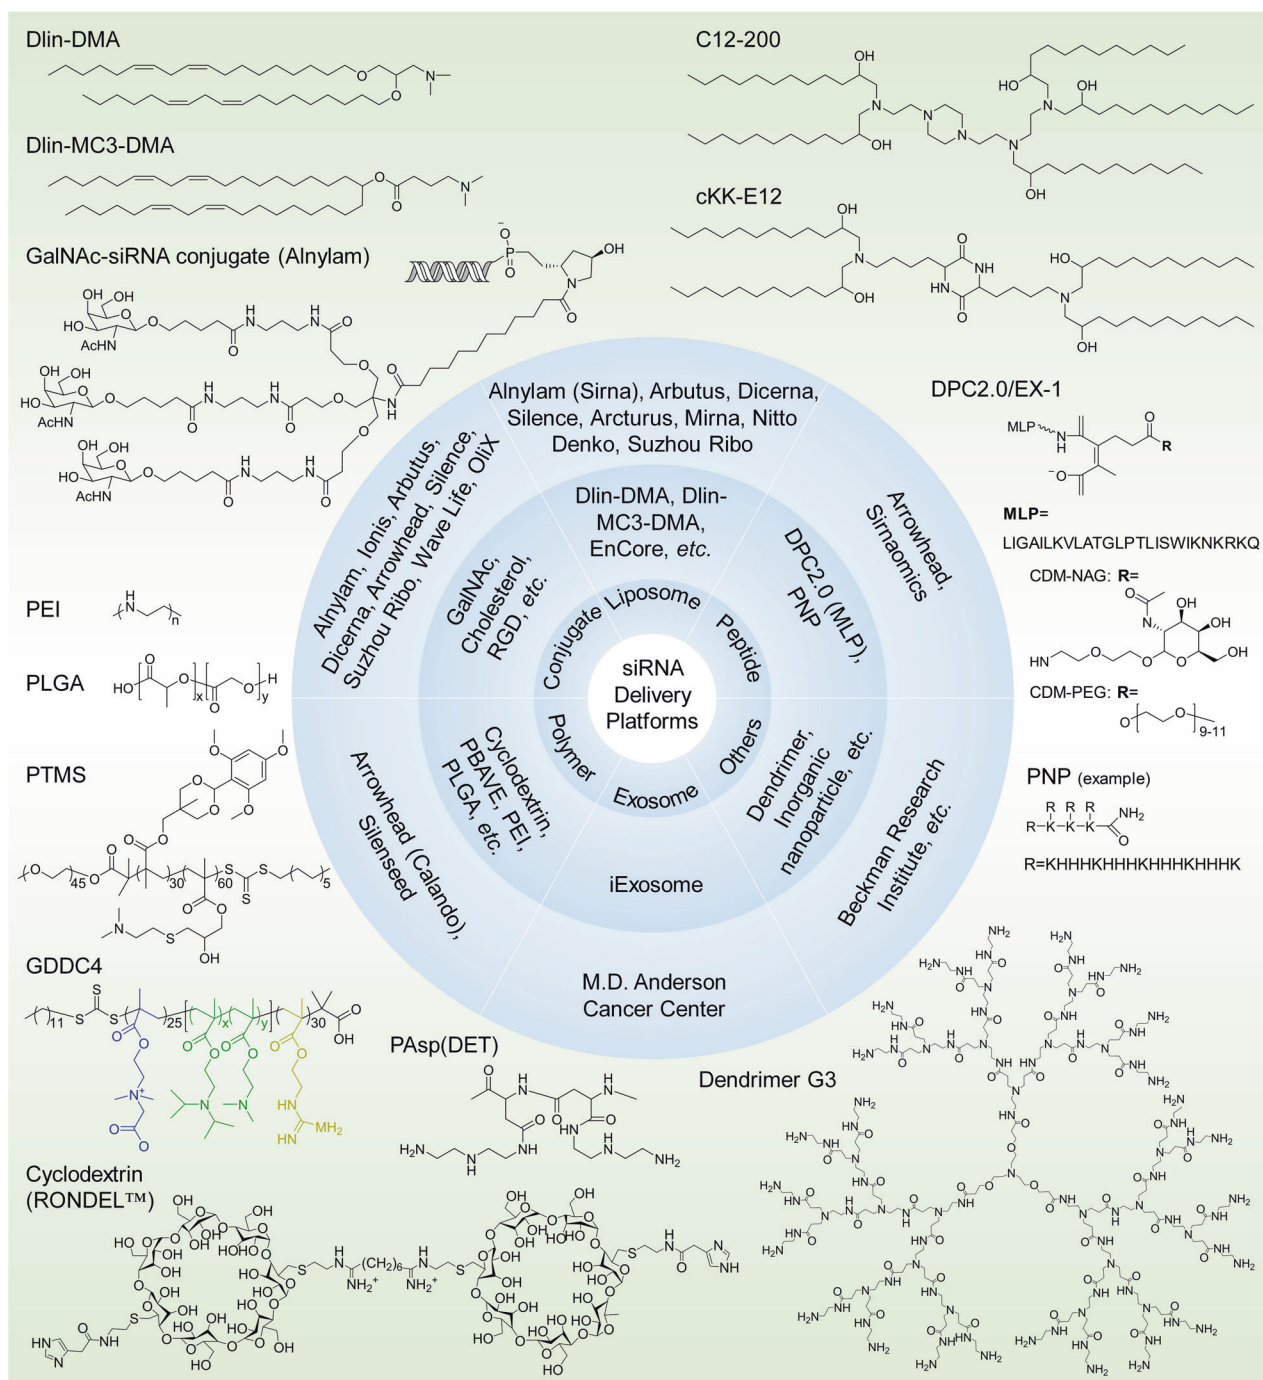 Dlin-DMA
C12-200
Dlin-MC3-DMA
cKK-E12
GalNAc-siRNA conjugate (Alnylam)
DPC2.0/EX-1
MLP=
LIGAILKVLATGLPTLISWIKNKRKQ
CDM-NAG: R=
CDM-PEG: R=
9-11
PNP (example)
R=KHHHKHHHKHHHKHHHK
PEI
PLGA
PTMS
GDDC4
PAsp(DET)
Dendrimer G3
Cyclodextrin
(RONDEL™)
siRNA
Delivery
Platforms
Liposome
Peptide
Others
Exosome
Polymer
Conjugate
Dlin-DMA, Dlin-
MC3-DMA,
EnCore, etc.
DPC2.0 (MLP),
PNP
Dendrimer,
Inorganic
nanoparticle, etc.
iExosome
Cyclodextrin,
PBAVE, PEI,
PLGA, etc.
GalNAc,
Cholesterol,
RGD, etc.
Alnylam (Sirna), Arbutus, Dicerna,
Silence, Arcturus, Mirna, Nitto
Denko, Suzhou Ribo
Arrowhead,
Sirnaomics
Beckman Research
Institute, etc.
M.D. Anderson
Cancer Center
Arrowhead (Calando),
Silenseed
Alnylam, Ionis, Arbutus,
Dicerna, Arrowhead, Silence,
Suzhou Ribo, Wave Life, OliX